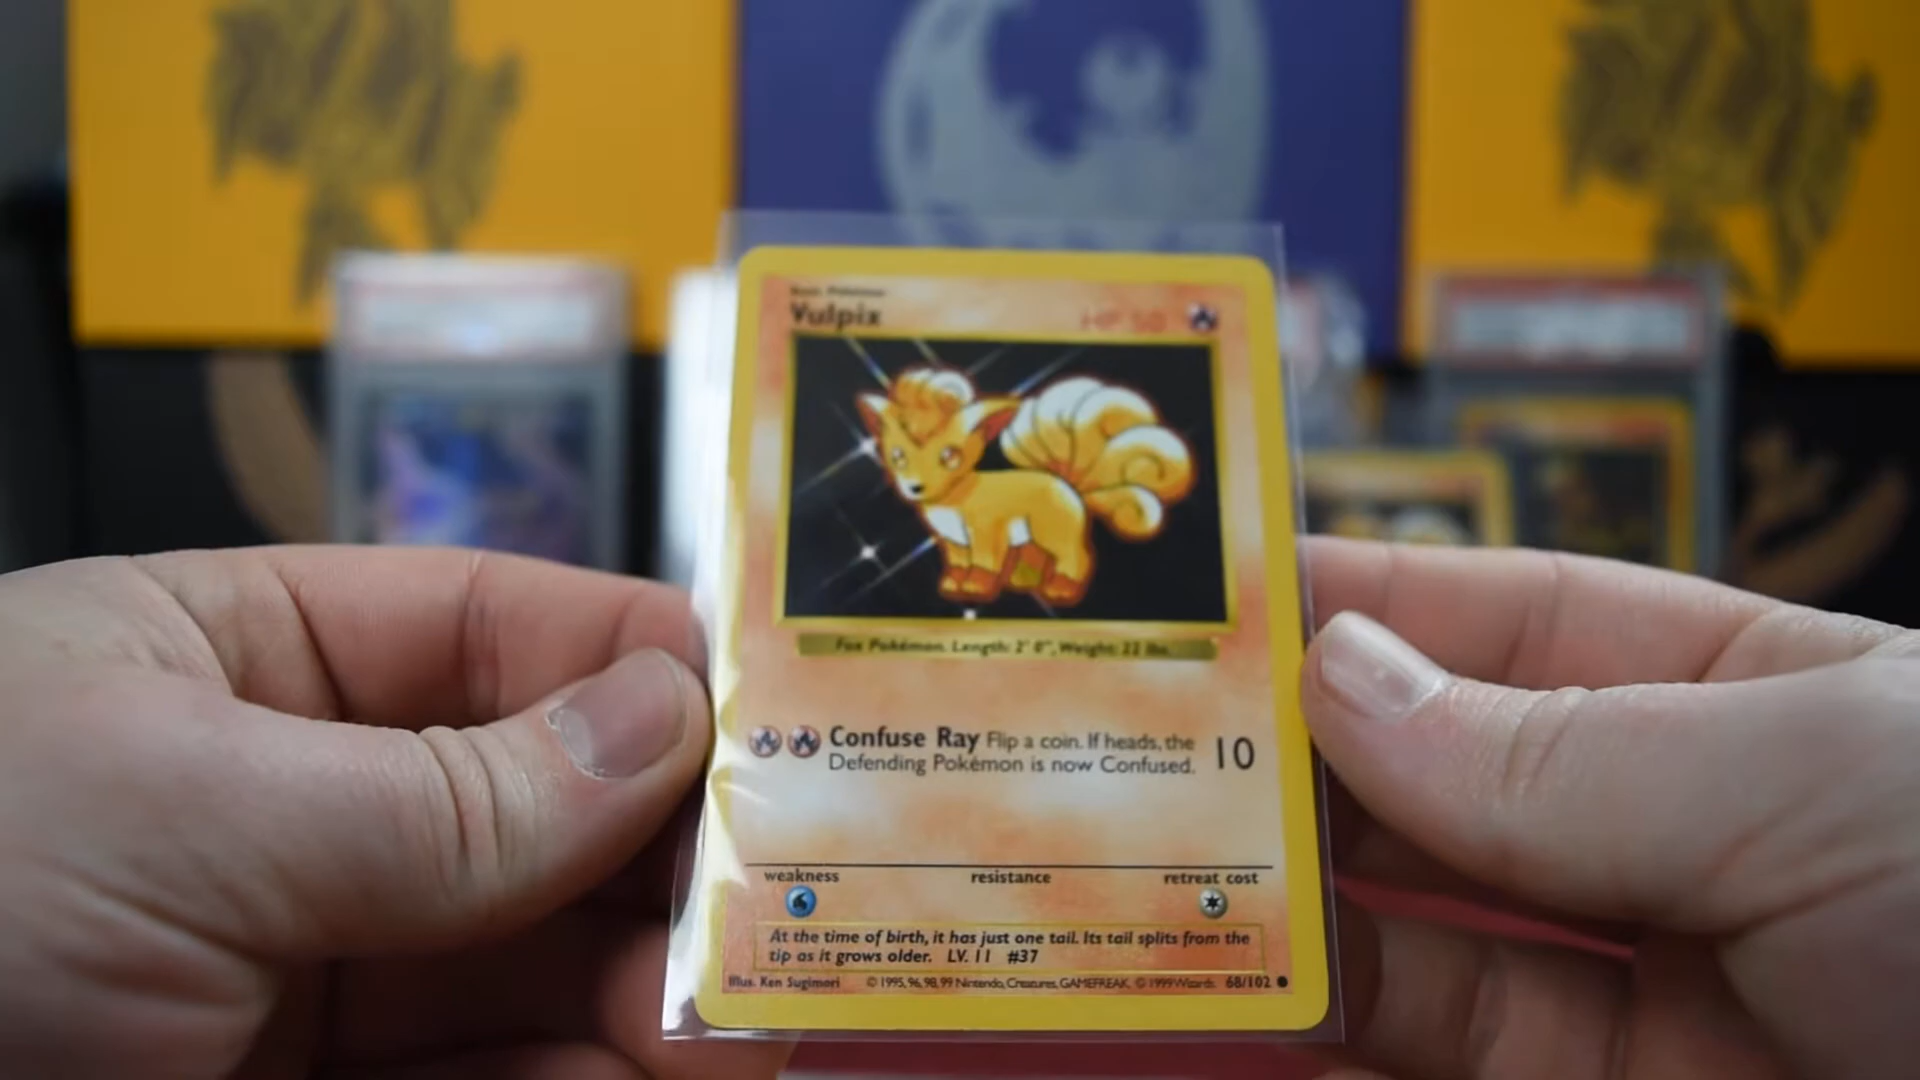 Basic Pokémon
Vulpix HP 50
Fox Pokémon. Length: 2' 0", Weight: 22 lbs.
Confuse Ray Flip a coin. If heads, the 10
Defending Pokémon is now Confused.
weakness resistance retreat cost
At the time of birth, it has just one tail. Its tail splits from the
tip as it grows older. LV. 11 #37
Illus. Ken Sugimori © 1995, 96, 98, 99 Nintendo, Creatures, GAMEFREAK. © 1999 Wizards. 68/102